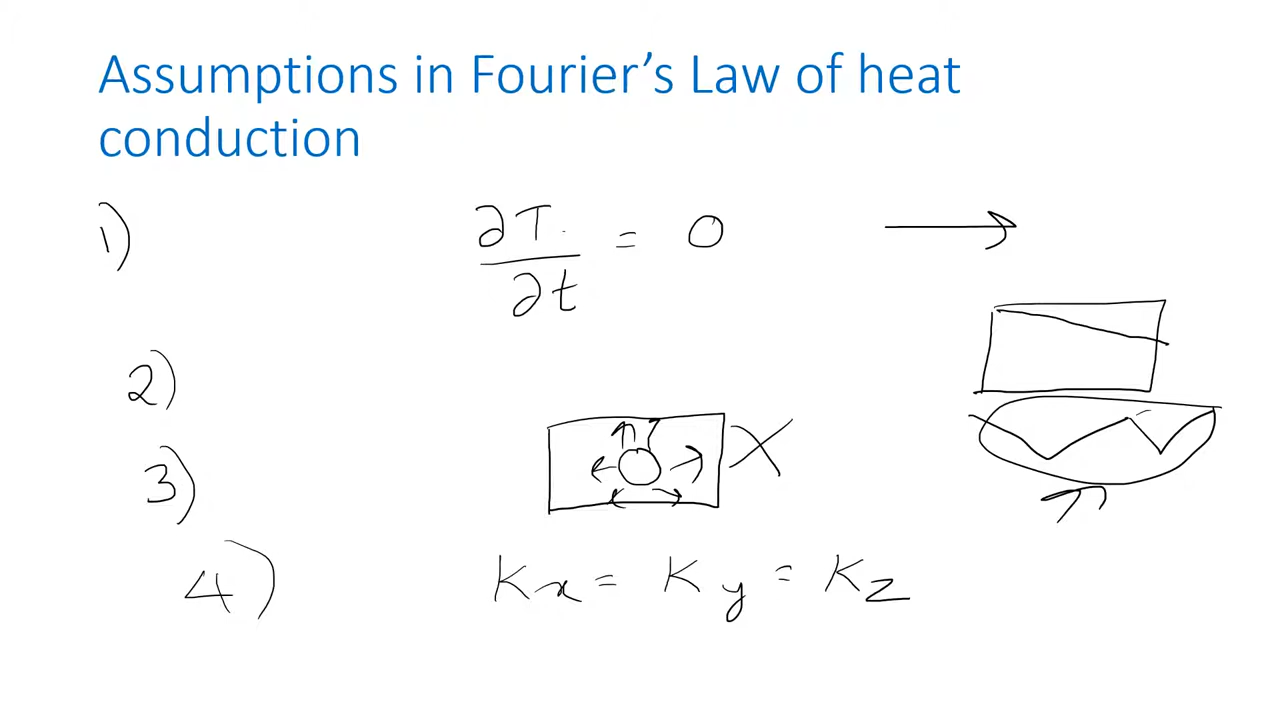 Assumptions in Fourier's Law of heat
conduction
1) ∂T/∂t = 0
2)
3)
4) Kx = Ky = Kz